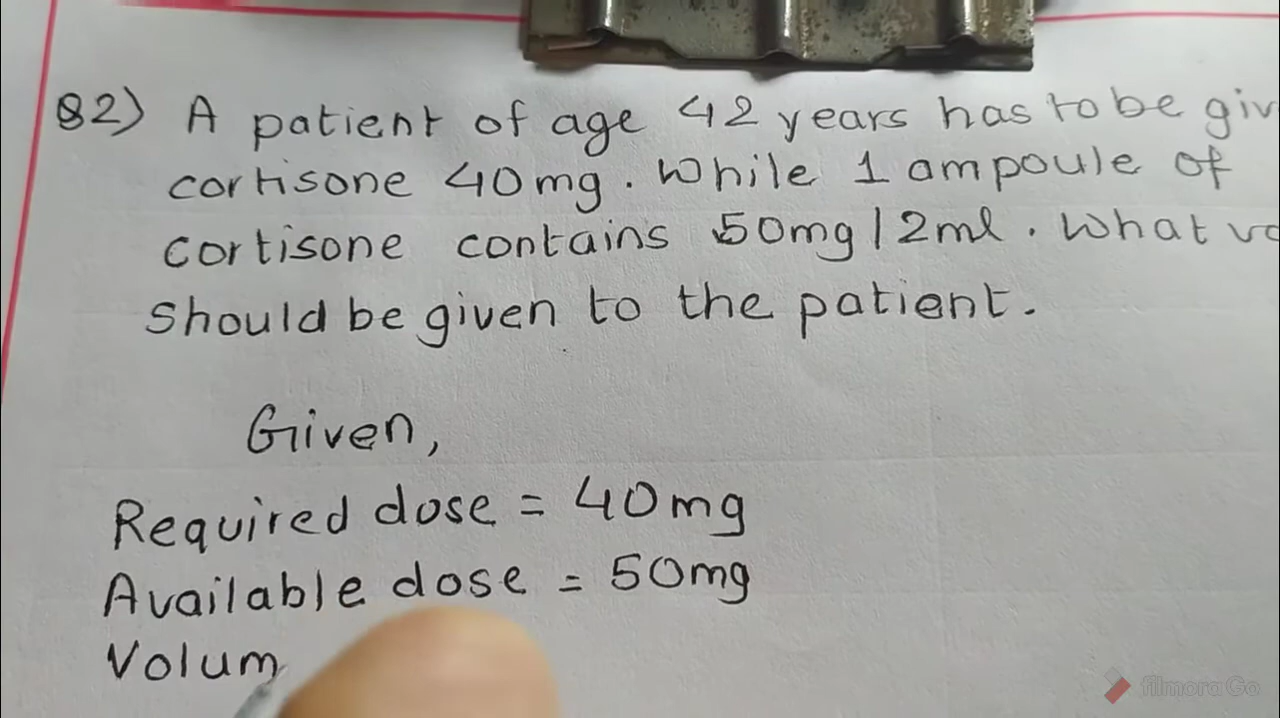 Q2) A patient of age 42 years has to be giv
cortisone 40mg. While 1 ampoule of
cortisone contains 50mg/2ml. What vo
should be given to the patient.
Given,
Required dose = 40mg
Available dose = 50mg
Volum
filmora Go